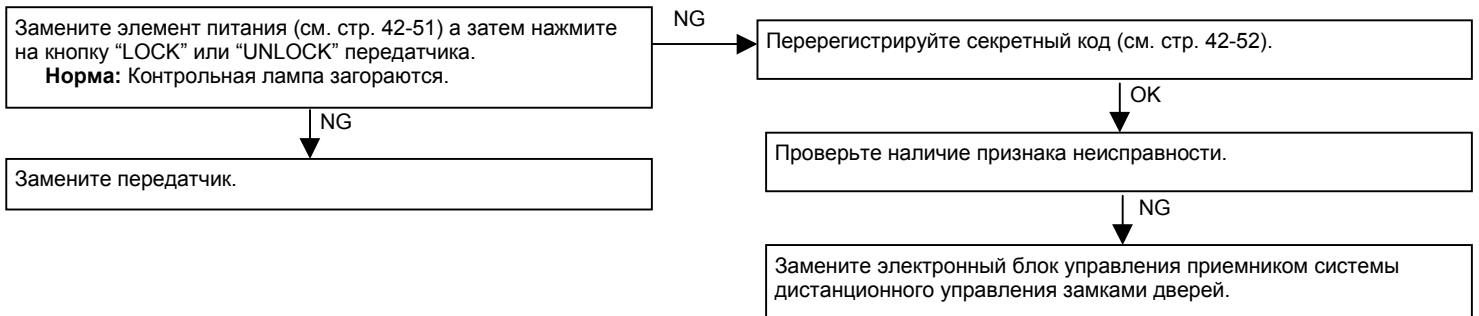 Замените элемент питания (см. стр. 42-51) а затем нажмите
на кнопку “LOCK” или “UNLOCK” передатчика.
Норма: Контрольная лампа загораются.
NG
Перерегистрируйте секретный код (см. стр. 42-52).
NG
OK
Замените передатчик.
Проверьте наличие признака неисправности.
NG
Замените электронный блок управления приемником системы
дистанционного управления замками дверей.